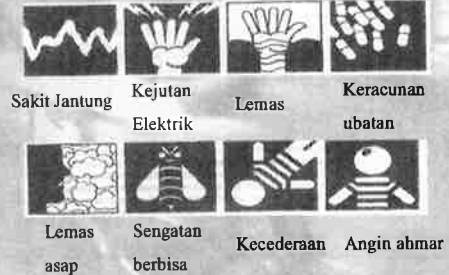 Sakit Jantung
Kejutan
Elektrik
Lemas
Keracunan
ubatan
Lemas
asap
Sengatan
berbisa
Kecederaan
Angin ahmar